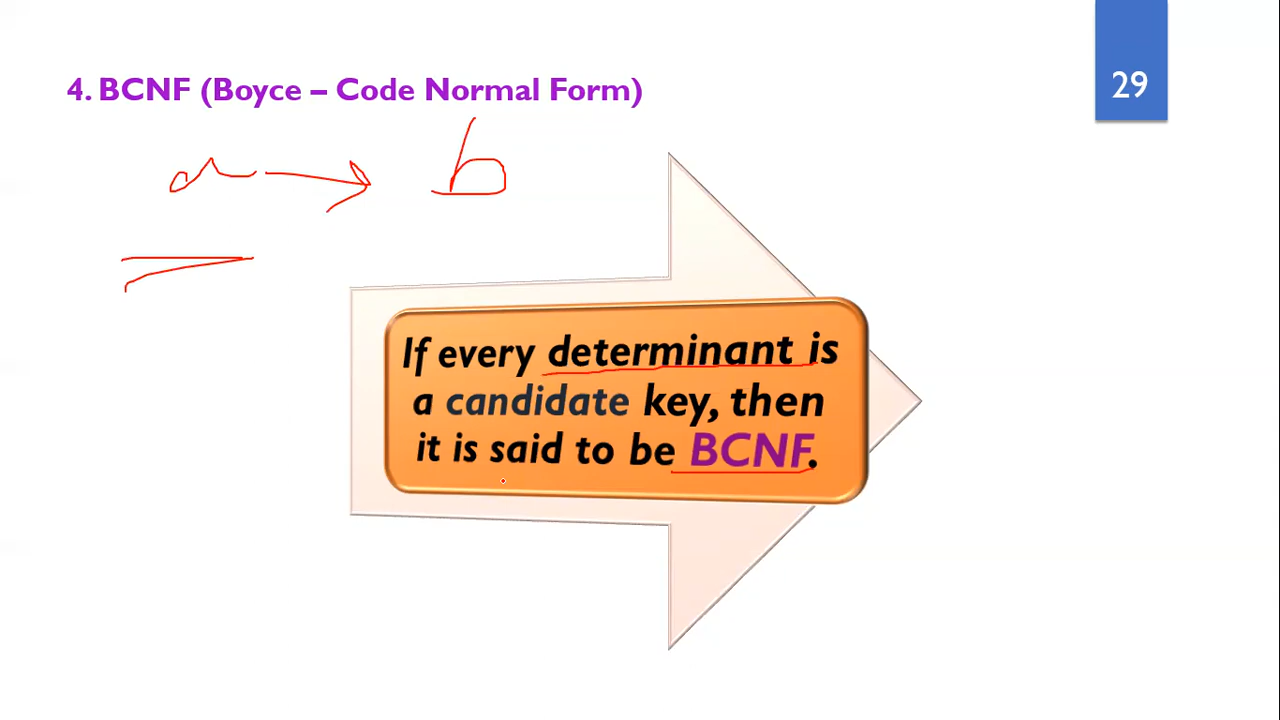 29
4. BCNF (Boyce – Code Normal Form)
a → b
If every determinant is
a candidate key, then
it is said to be BCNF.